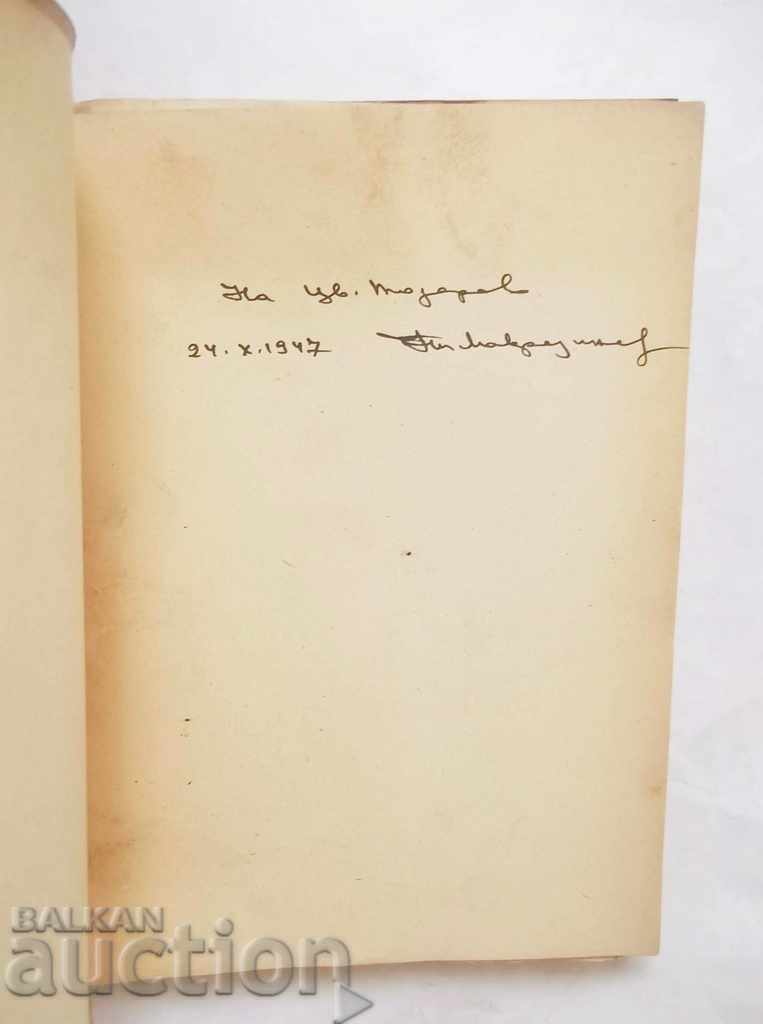 На Цв. Тодоров
24.X.1947
BALKAN
auction